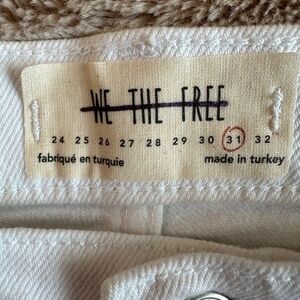 WE THE FREE
24 25 26 27 28 29 30 31 32
fabriqué en turquie made in turkey